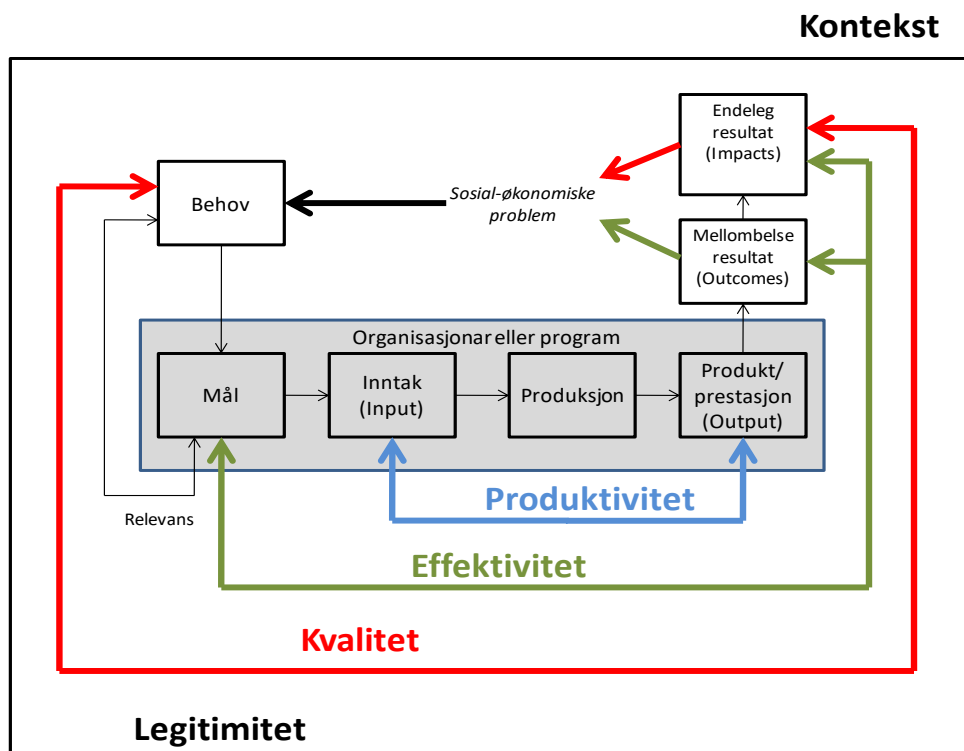 Kontekst
Endeleg
resultat
(Impacts)
Behov
Sosial-økonomiske
problem
Mellombelse
resultat
(Outcomes)
Organisasjonar eller program
Mål
Inntak
(Input)
Produksjon
Produkt/
prestasjon
(Output)
Produktivitet
Relevans
Effektivitet
Kvalitet
Legitimitet